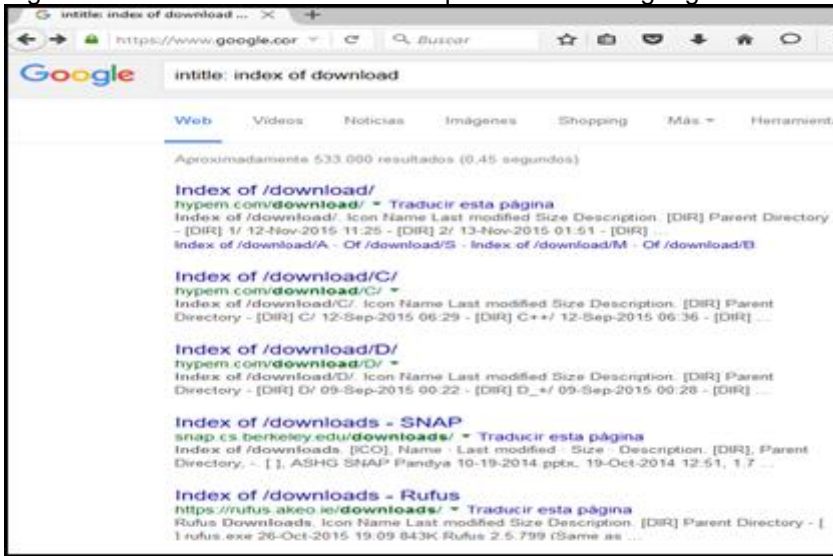 intitle: index of download ...
https://www.google.cor
Buscar
Google
intitle: index of download
Web Vídeos Noticias Imágenes Shopping Más Herramient
Aproximadamente 533.000 resultados (0,45 segundos)
Index of /download/
hypem.com/download/ Traducir esta página
Index of /download/. Icon Name Last modified Size Description. [DIR] Parent Directory
- [DIR] 1/ 12-Nov-2015 11:25 - [DIR] 2/ 13-Nov-2015 01:51 - [DIR] ...
Index of /download/A - Of /download/S - Index of /download/M - Of /download/B
Index of /download/C/
hypem.com/download/C/
Index of /download/C/. Icon Name Last modified Size Description. [DIR] Parent
Directory - [DIR] C/ 12-Sep-2015 06:29 - [DIR] C++/ 12-Sep-2015 06:36 - [DIR] ...
Index of /download/D/
hypem.com/download/D/
Index of /download/D/. Icon Name Last modified Size Description. [DIR] Parent
Directory - [DIR] D/ 09-Sep-2015 00:22 - [DIR] D_+/ 09-Sep-2015 00:28 - [DIR] ...
Index of /downloads - SNAP
snap.cs.berkeley.edu/downloads/ Traducir esta página
Index of /downloads. [ICO], Name · Last modified · Size · Description. [DIR], Parent
Directory, -. [ ], ASHG SNAP Pandya 10-19-2014.pptx, 19-Oct-2014 12:51, 1.7 ...
Index of /downloads - Rufus
https://rufus.akeo.ie/downloads/ Traducir esta página
Rufus Downloads. Icon Name Last modified Size Description. [DIR] Parent Directory - [
] rufus.exe 26-Oct-2015 19:09 843K Rufus 2.5.799 (Same as ...